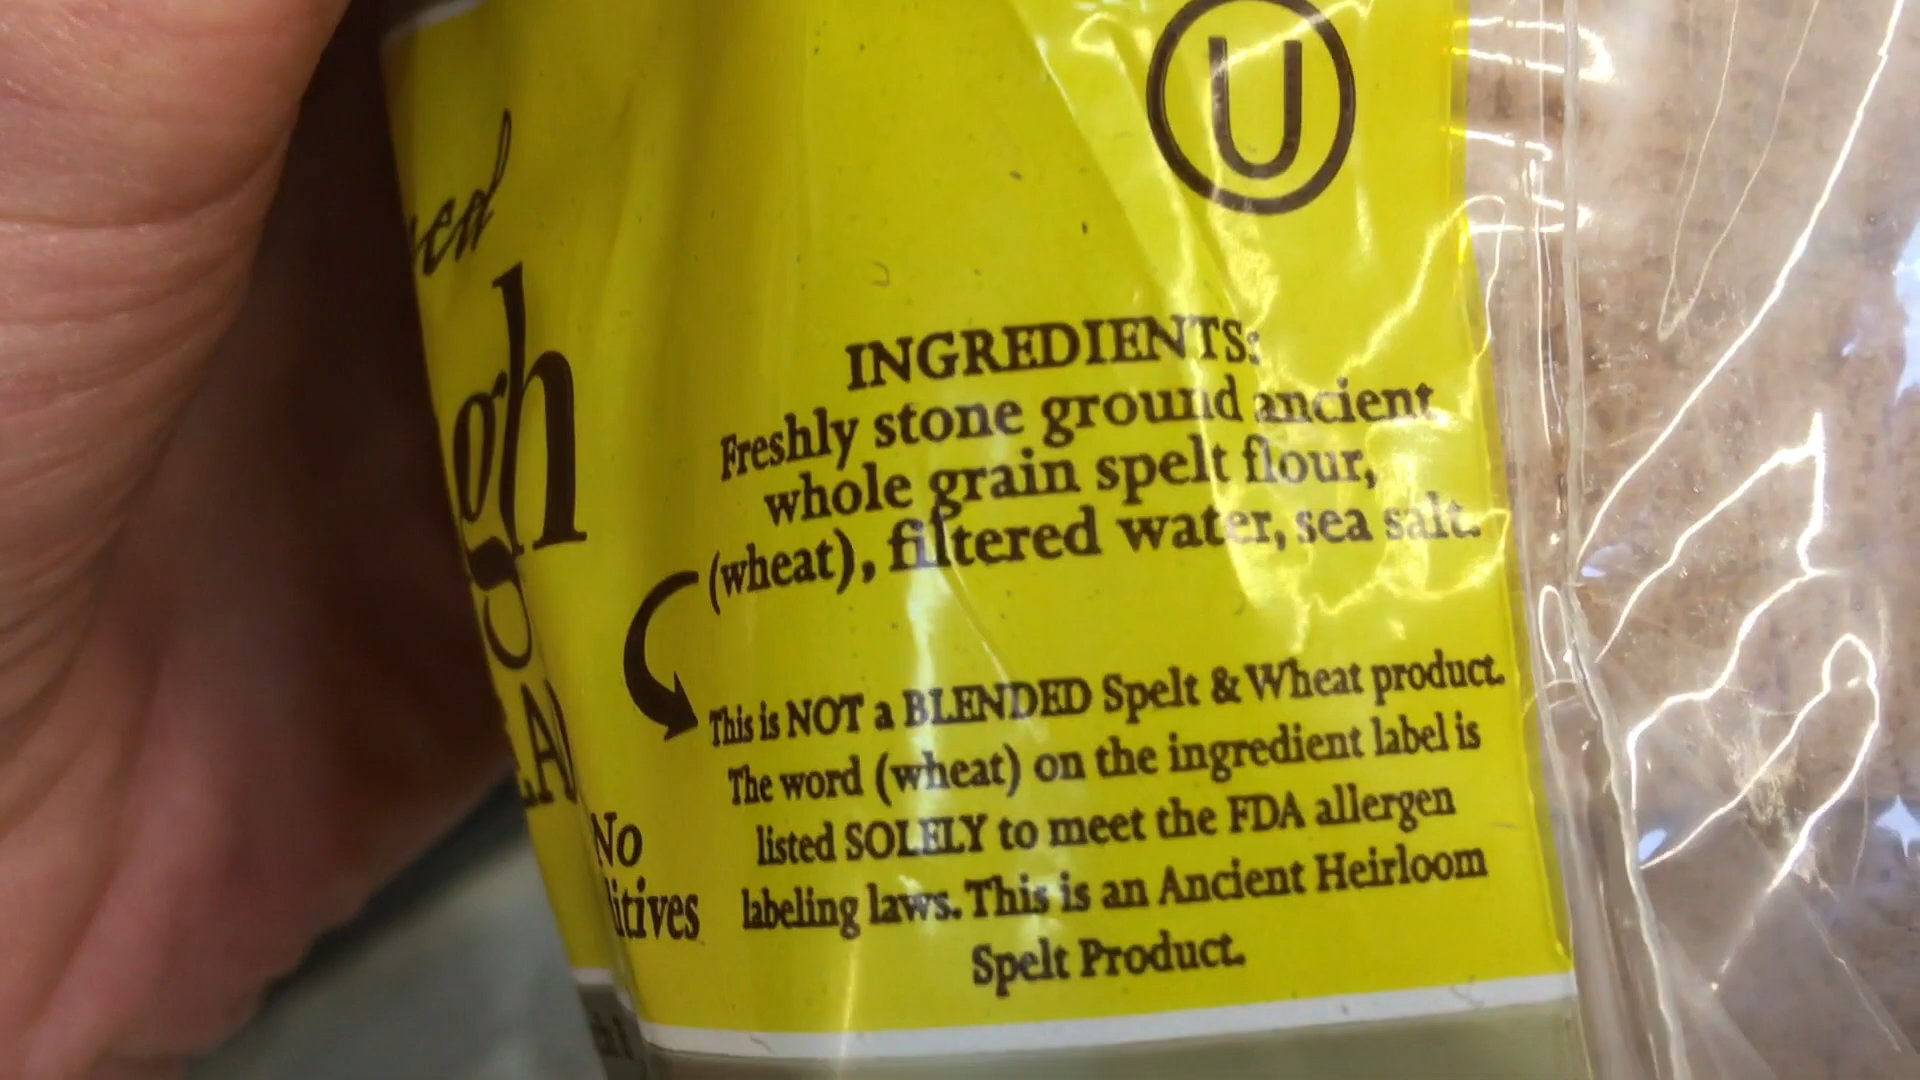 U
INGREDIENTS:
Freshly stone ground ancient
whole grain spelt flour,
(wheat), filtered water, sea salt.
This is NOT a BLENDED Spelt & Wheat product.
The word (wheat) on the ingredient label is
listed SOLELY to meet the FDA allergen
labeling laws. This is an Ancient Heirloom
Spelt Product.
gh
No
itives